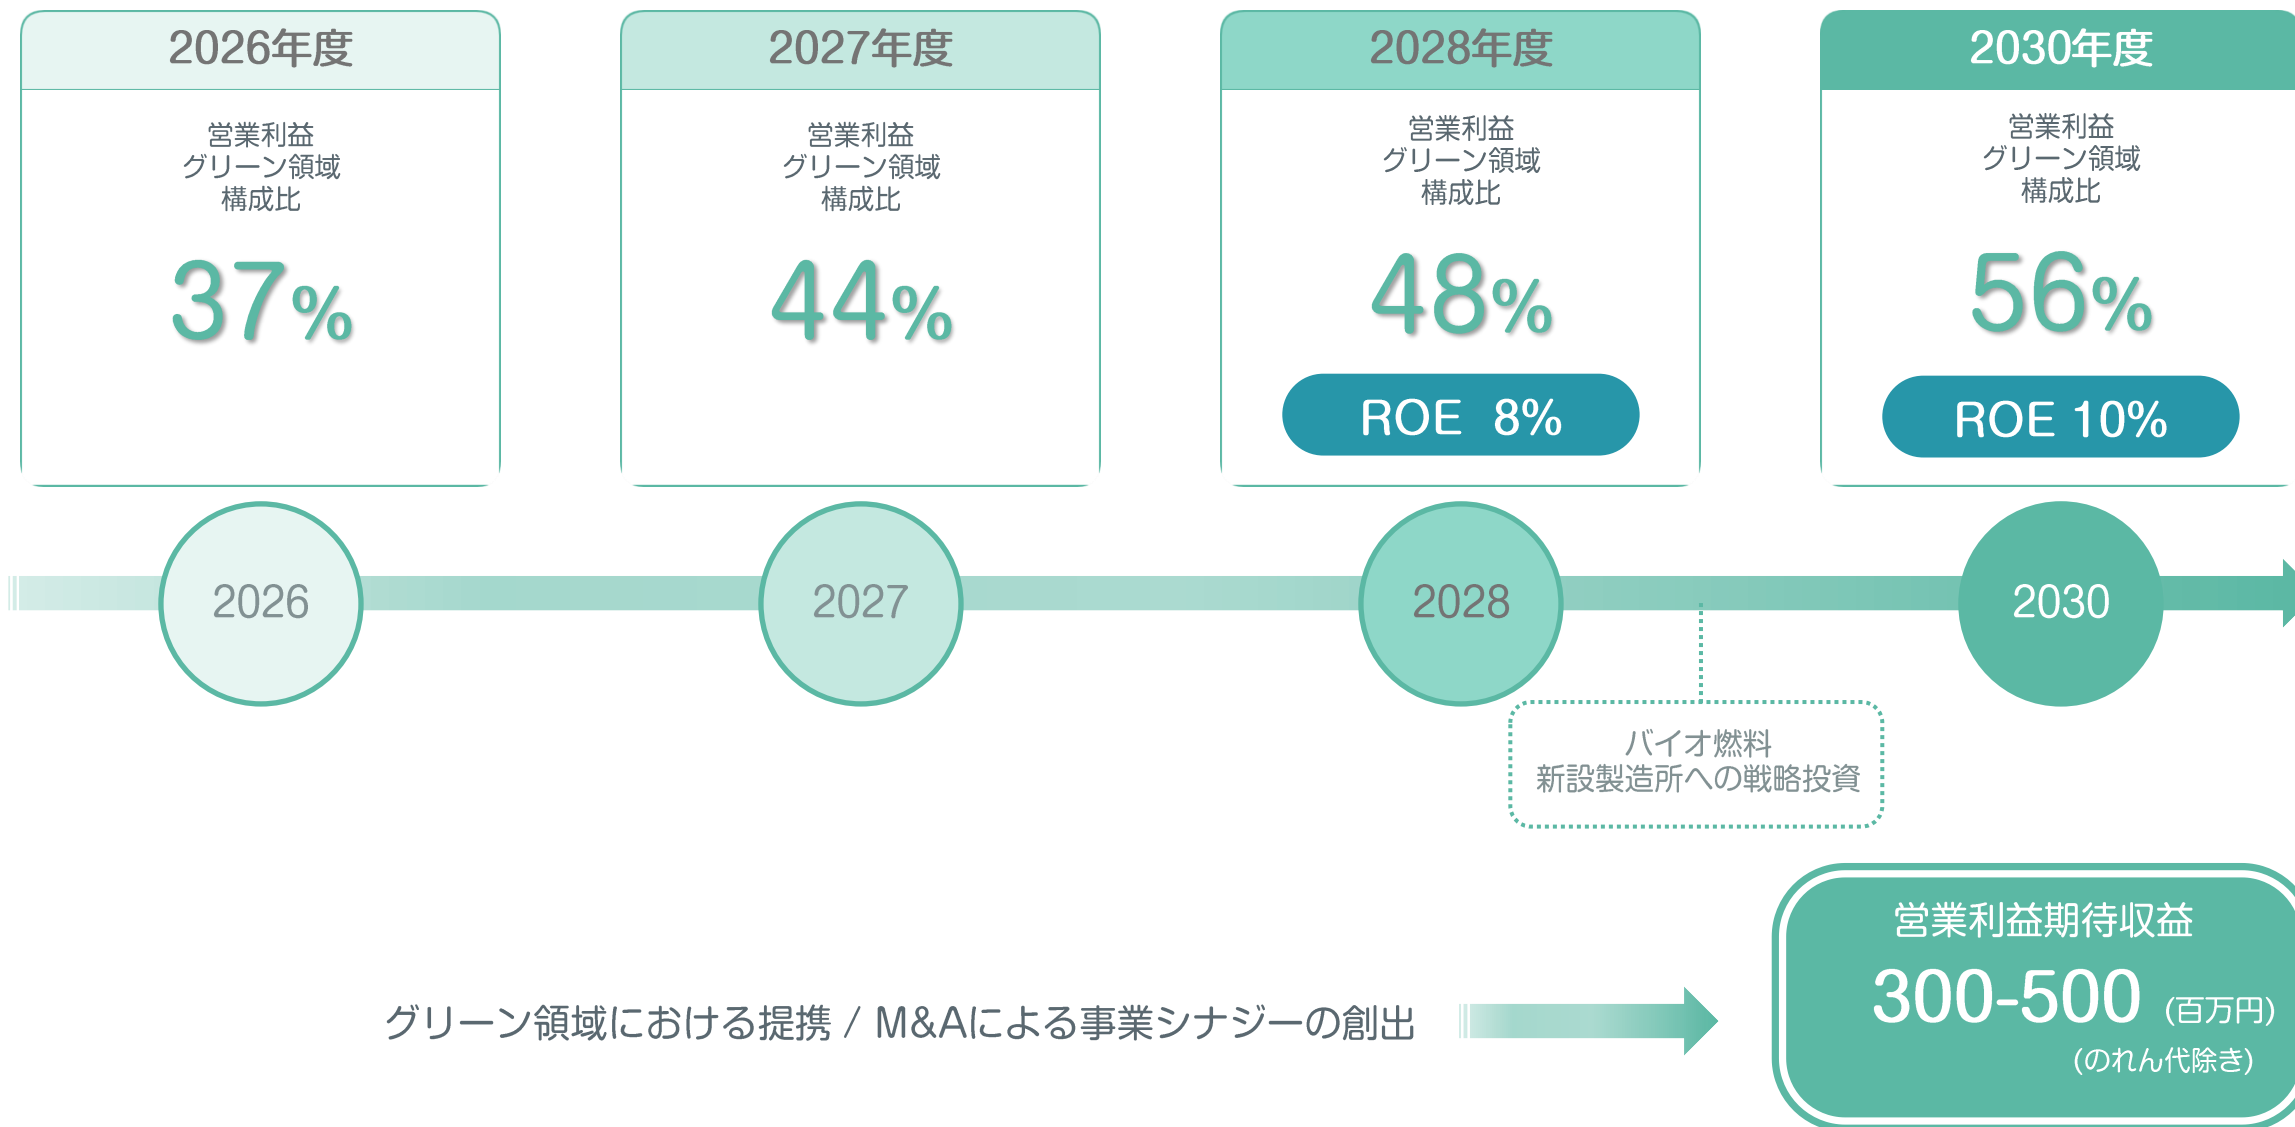 2026年度
営業利益
グリーン領域
構成比
37%
2027年度
営業利益
グリーン領域
構成比
44%
2028年度
営業利益
グリーン領域
構成比
48%
ROE 8%
2030年度
営業利益
グリーン領域
構成比
56%
ROE 10%
2026
2027
2028
2030
バイオ燃料
新設製造所への戦略投資
グリーン領域における提携 / M&Aによる事業シナジーの創出
営業利益期待収益
300-500 (百万円)
(のれん代除き)